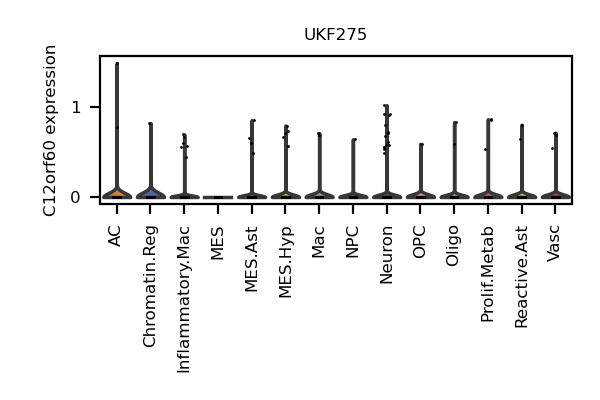 UKF275
C12orf60 expression
1
0
AC
Chromatin.Reg
Inflammatory.Mac
MES
MES.Ast
MES.Hyp
Mac
NPC
Neuron
OPC
Oligo
Prolif.Metab
Reactive.Ast
Vasc